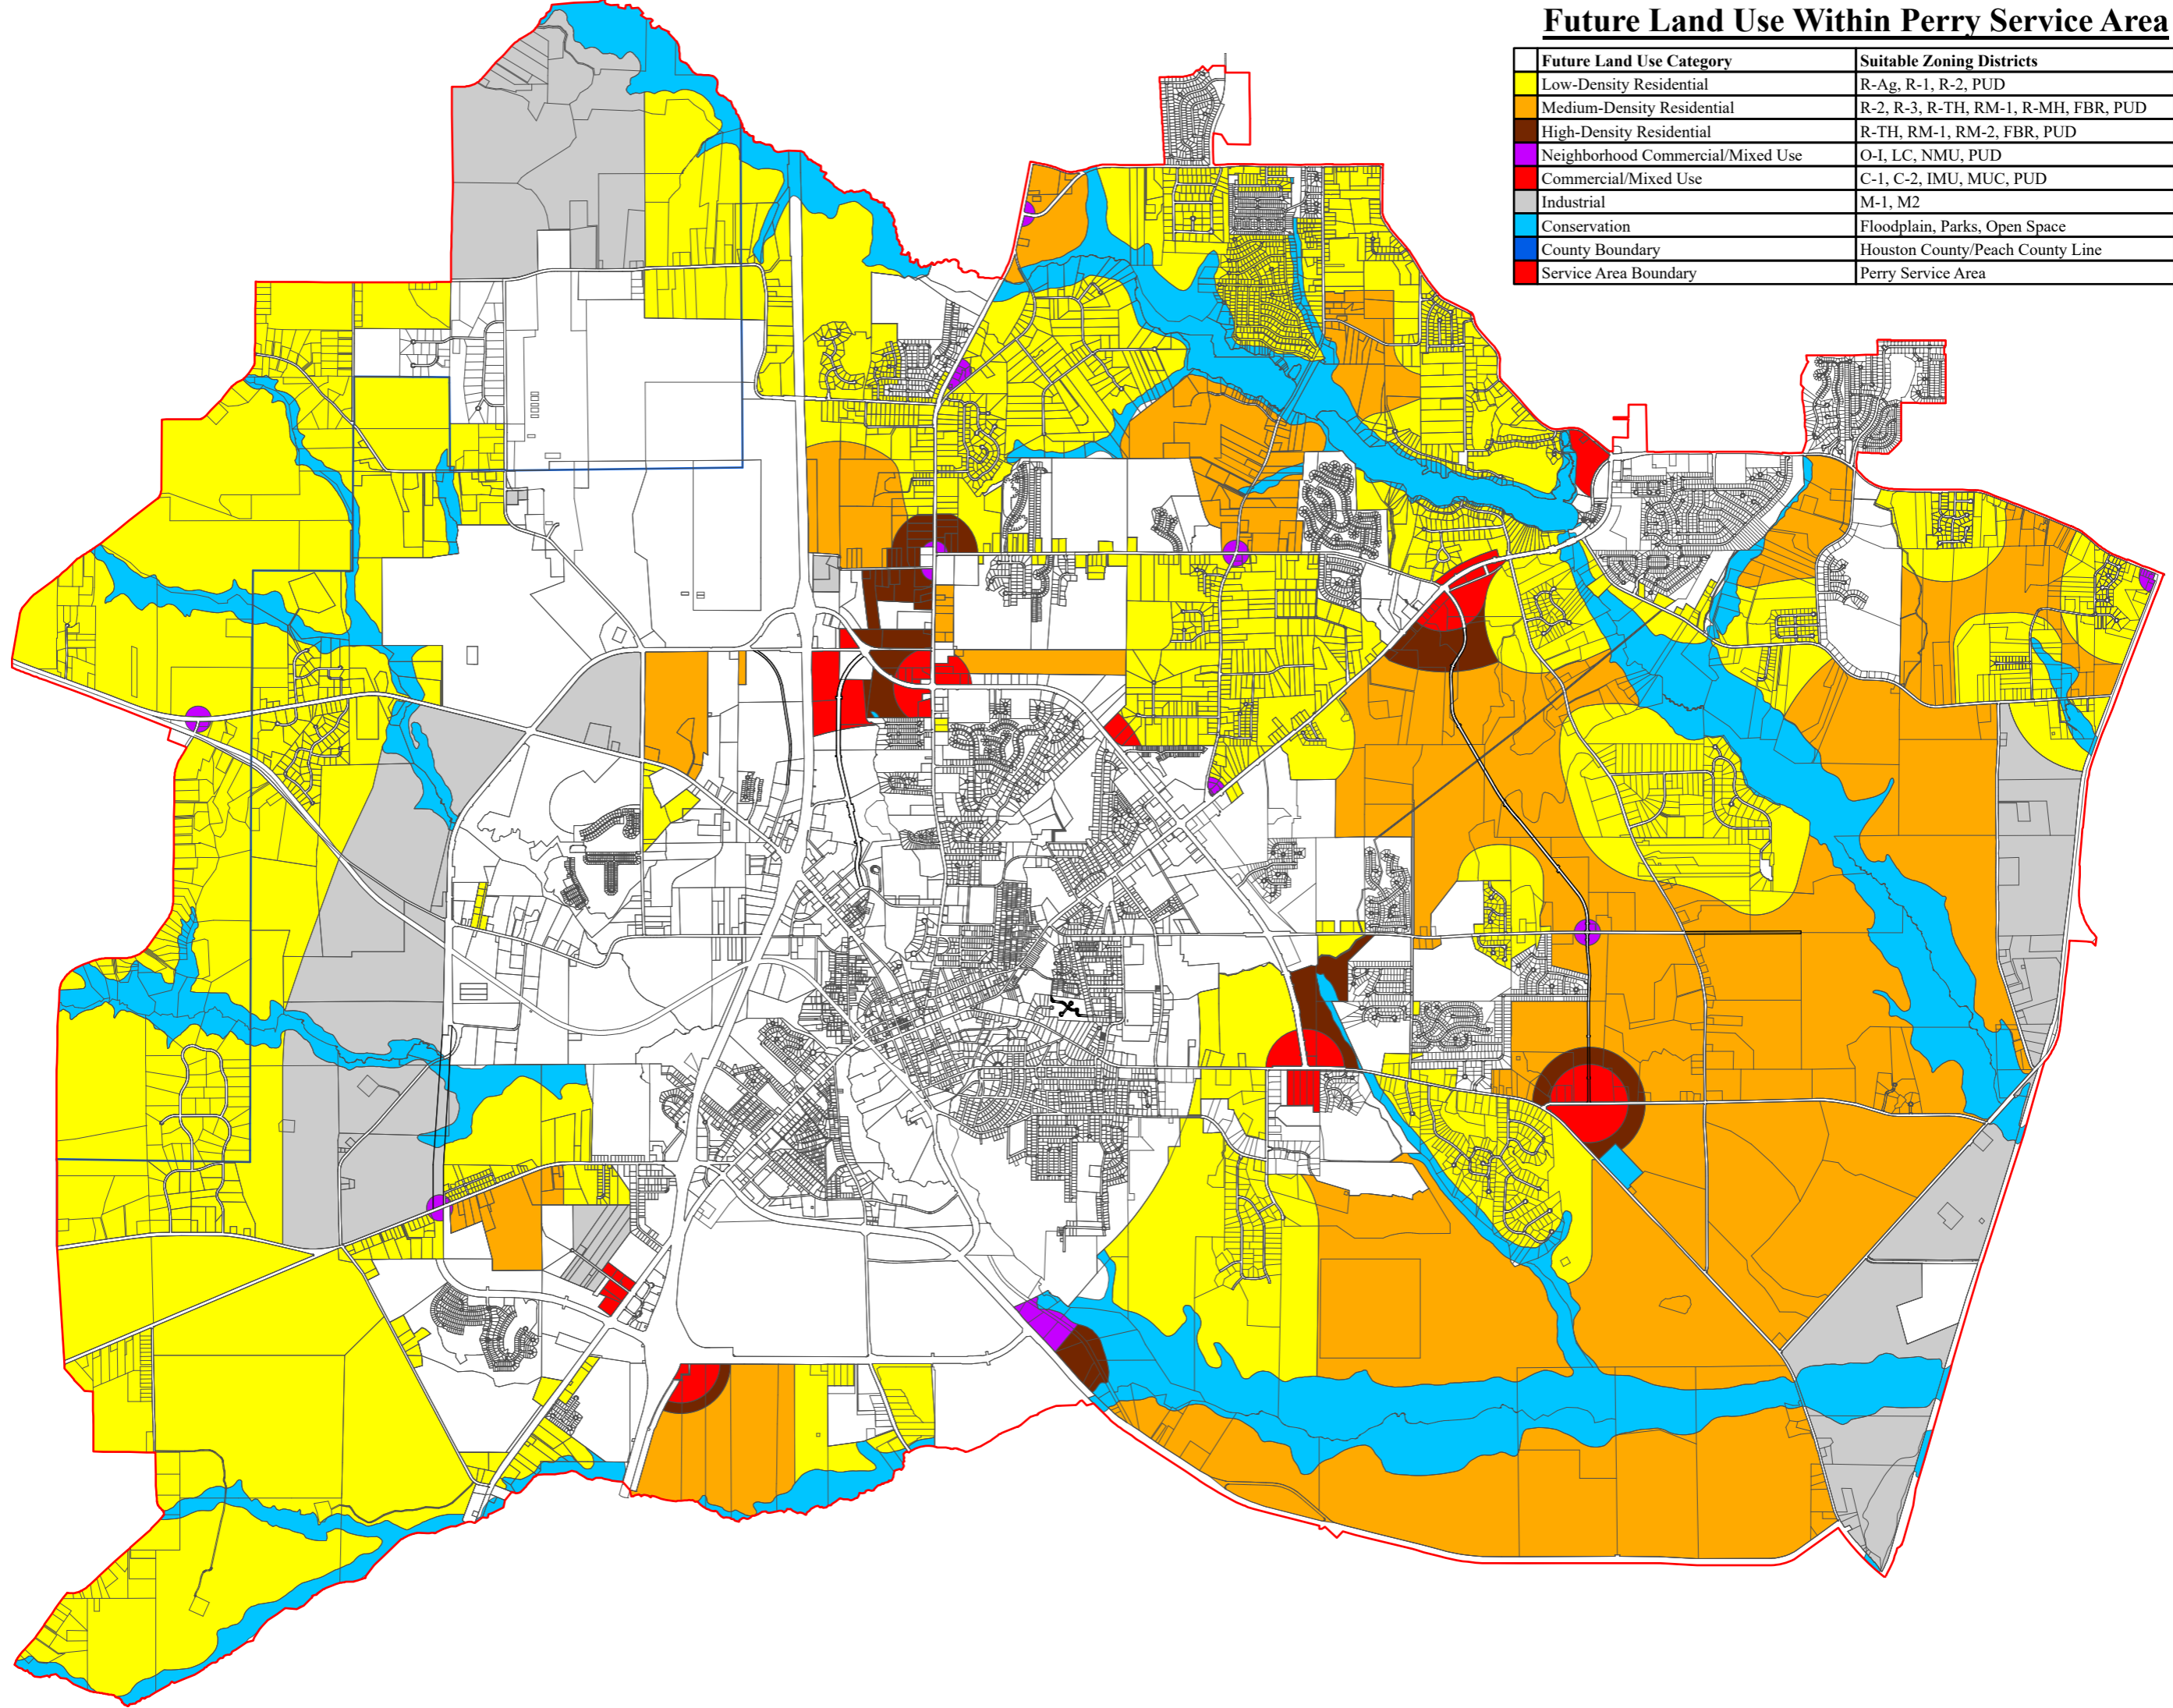 Future Land Use Within Perry Service Area
Future Land Use Category Suitable Zoning Districts
Low-Density Residential R-Ag, R-1, R-2, PUD
Medium-Density Residential R-2, R-3, R-TH, RM-1, R-MH, FBR, PUD
High-Density Residential R-TH, RM-1, RM-2, FBR, PUD
Neighborhood Commercial/Mixed Use O-I, LC, NMU, PUD
Commercial/Mixed Use C-1, C-2, IMU, MUC, PUD
Industrial M-1, M2
Conservation Floodplain, Parks, Open Space
County Boundary Houston County/Peach County Line
Service Area Boundary Perry Service Area